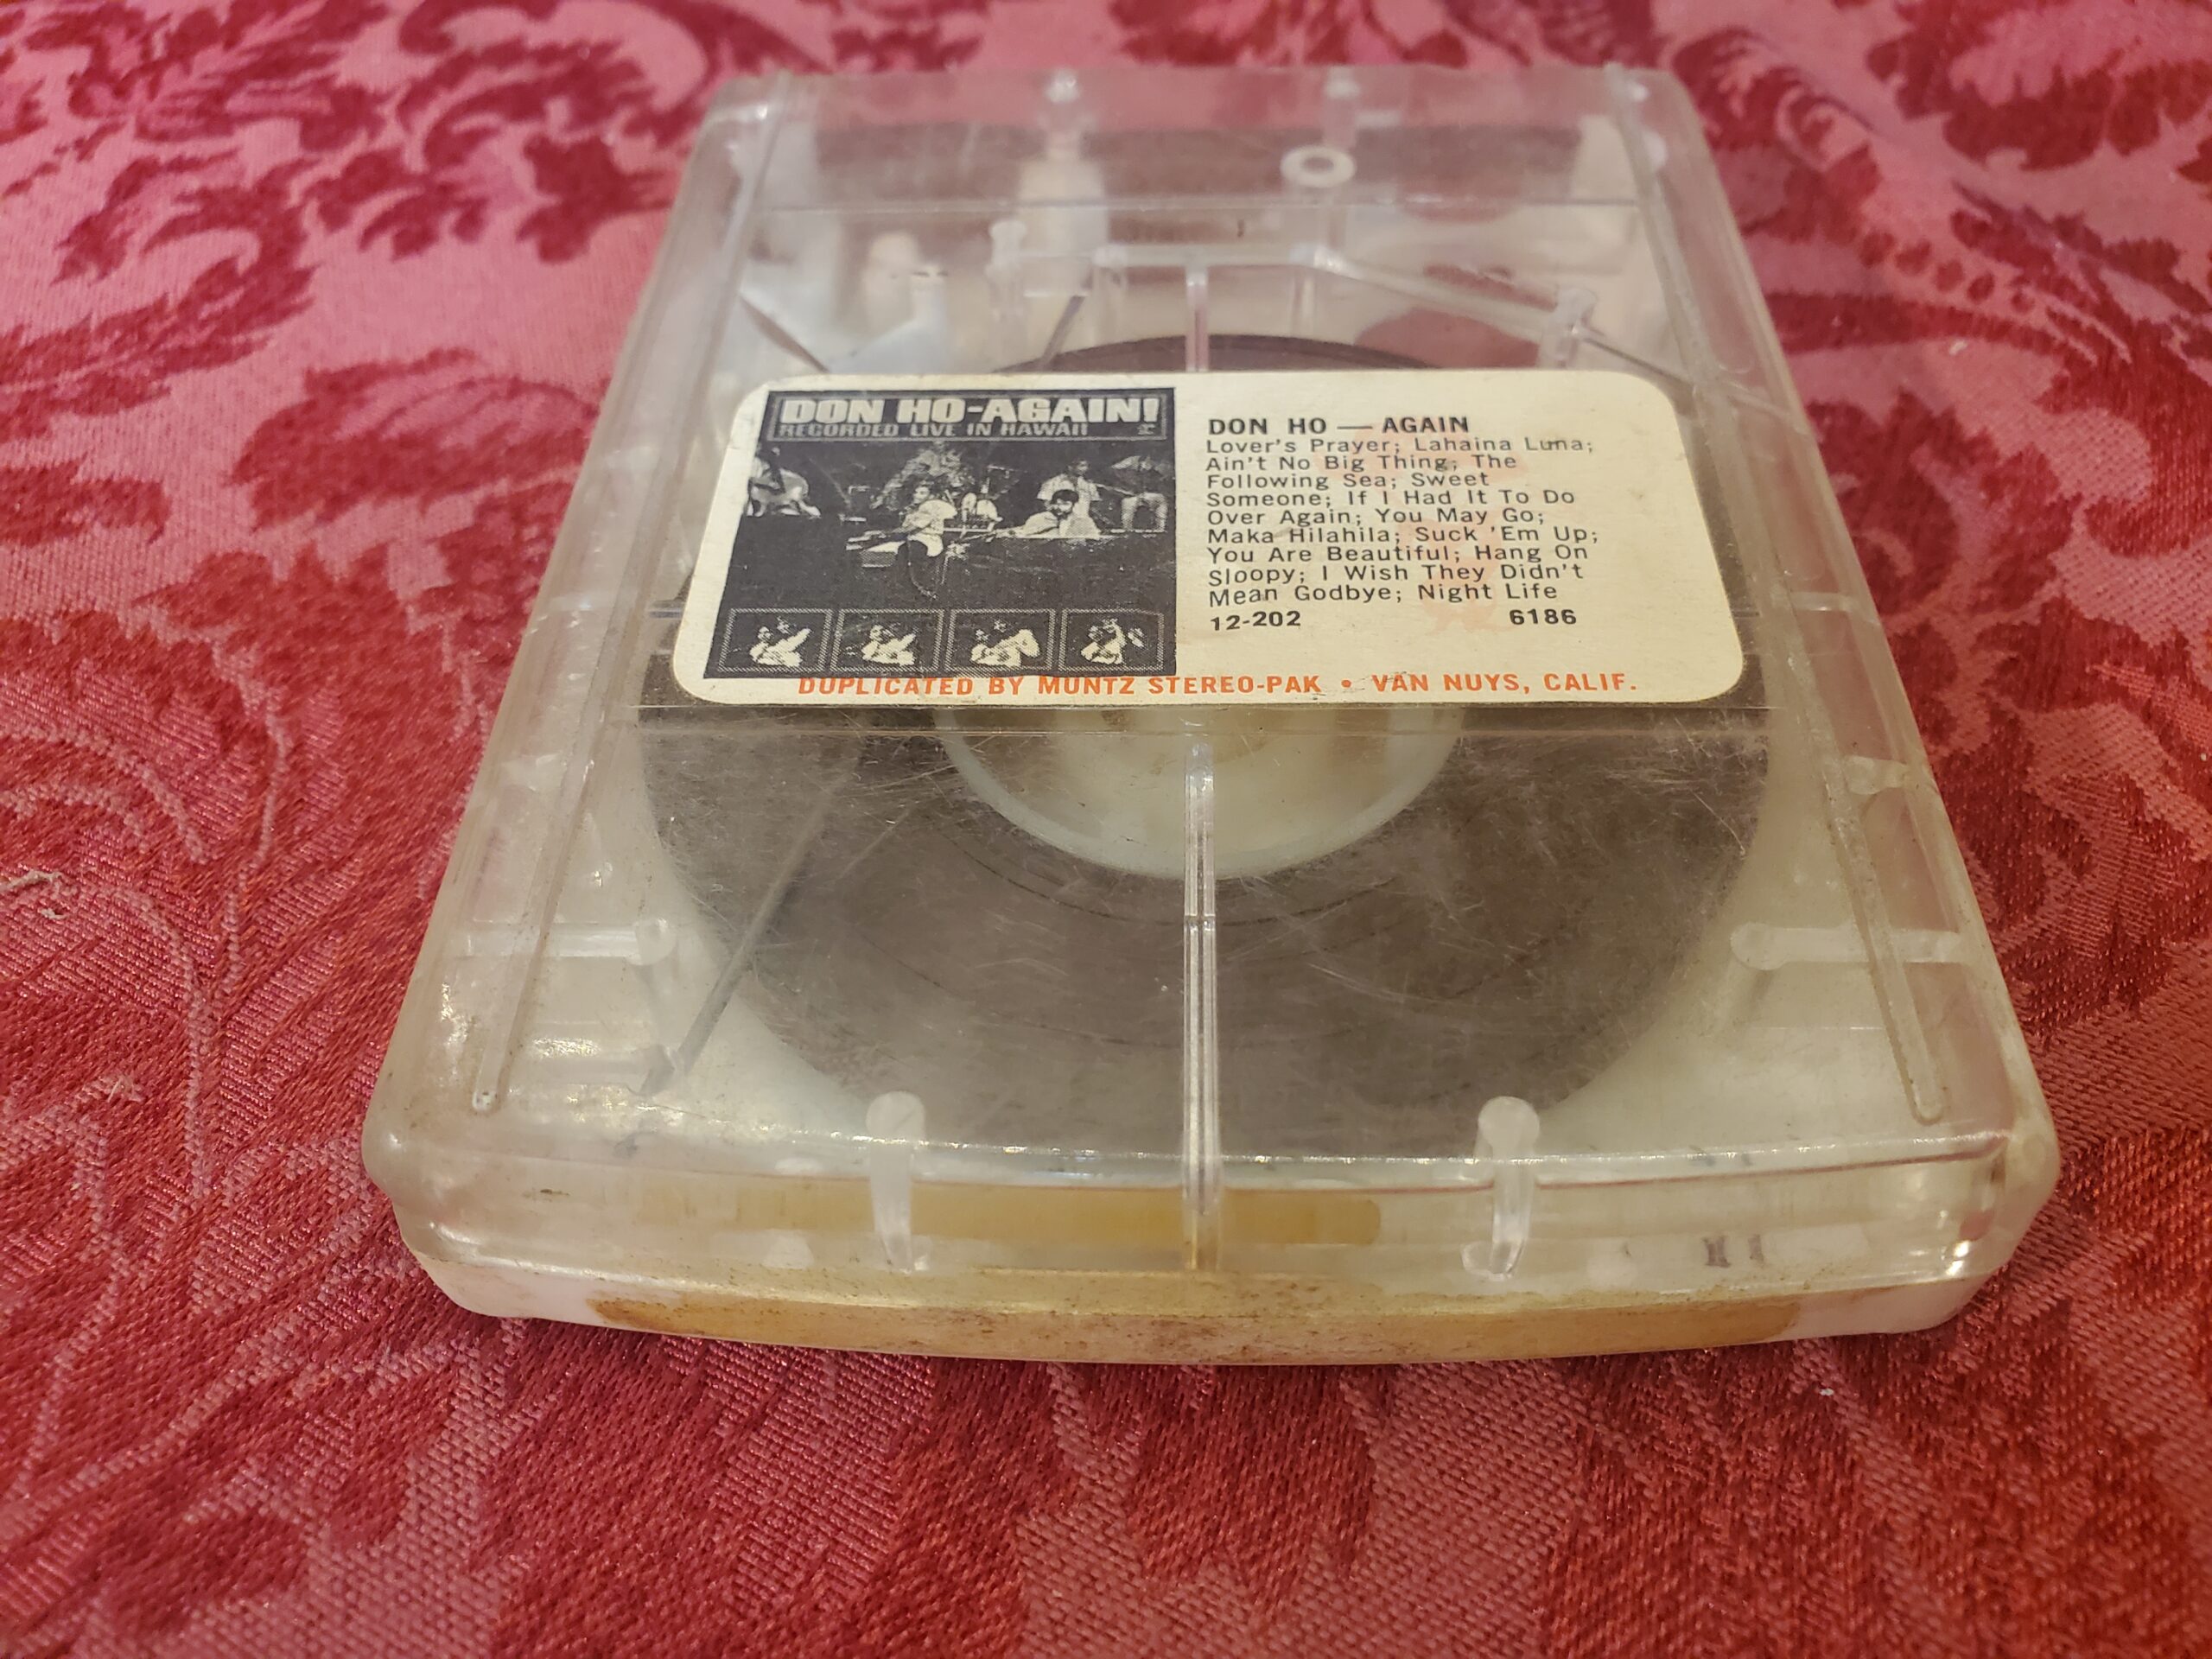 DON HO-AGAIN!
RECORDED LIVE IN HAWAII
DON HO — AGAIN
Lover's Prayer; Lahaina Luna;
Ain't No Big Thing; The
Following Sea; Sweet
Someone; If I Had It To Do
Over Again; You May Go;
Maka Hilahila; Suck 'Em Up;
You Are Beautiful; Hang On
Sloopy; I Wish They Didn't
Mean Godbye; Night Life
12-202 6186
DUPLICATED BY MUNTZ STEREO-PAK • VAN NUYS, CALIF.